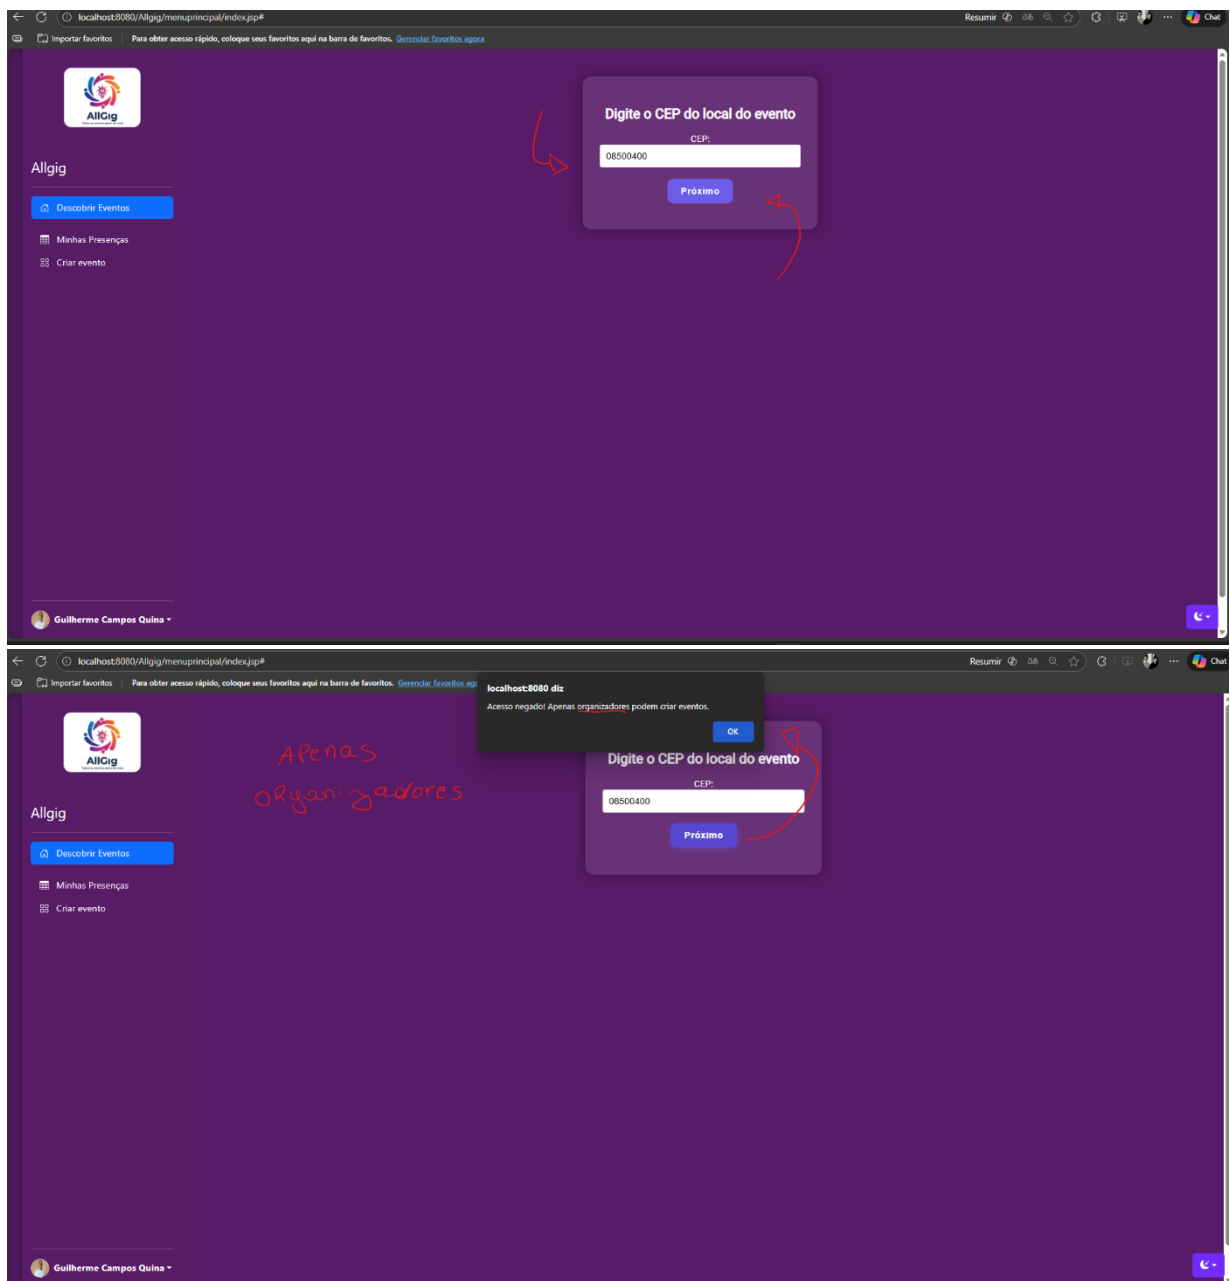 localhost:8080/Allgig/menuprincipal/index.jsp#
Resumir
Chat
Importar favoritos
Para obter acesso rápido, coloque seus favoritos aqui na barra de favoritos. Gerenciar favoritos agora
AllGig
Digite o CEP do local do evento
CEP:
08500400
Próximo
Allgig
Descobrir Eventos
Minhas Presenças
Criar evento
Guilherme Campos Quina
localhost:8080/Allgig/menuprincipal/index.jsp#
Resumir
Chat
Importar favoritos
Para obter acesso rápido, coloque seus favoritos aqui na barra de favoritos. Gerenciar favoritos ag
localhost:8080 diz
Acesso negado! Apenas organizadores podem criar eventos.
OK
AllGig
APenas
organizadores
Digite o CEP do local do evento
CEP:
08500400
Próximo
Allgig
Descobrir Eventos
Minhas Presenças
Criar evento
Guilherme Campos Quina